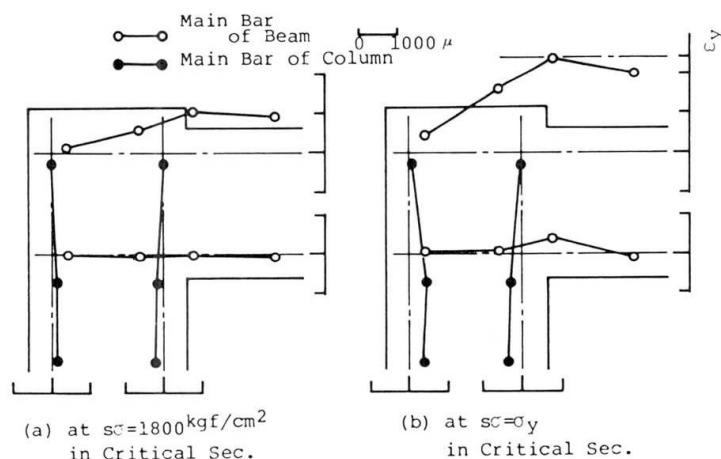 Main Bar
of Beam
Main Bar of Column
0 1000 μ
εy
(a) at sσ=1800kgf/cm²
in Critical Sec.
(b) at sσ=σy
in Critical Sec.